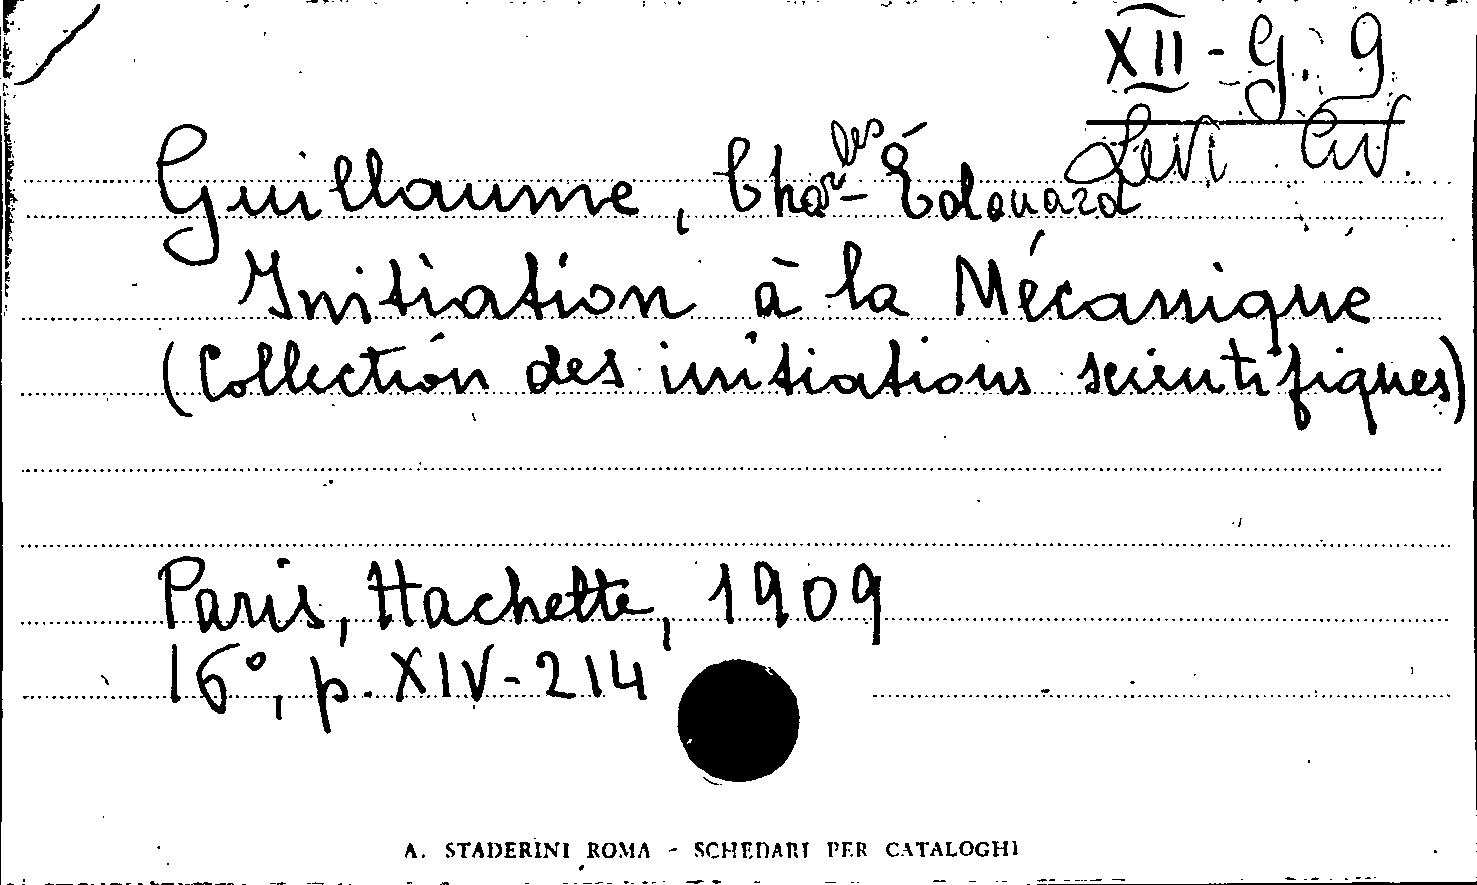 XII - G. 9
Levi Civ.
Guillaume, Charles-Édouard
Initiation à la Mécanique
(Collection des initiations scientifiques)
Paris, Hachette, 1909
16°, p. XIV-214
A. STADERINI ROMA - SCHEDARI PER CATALOGHI